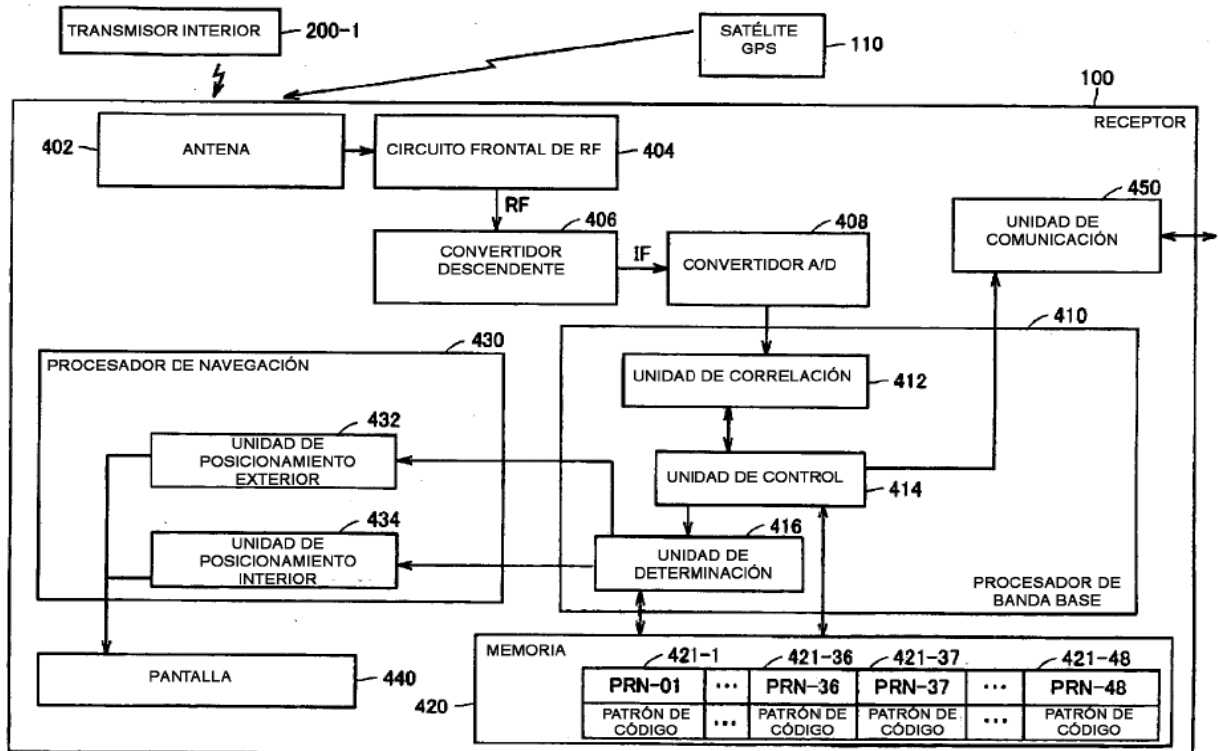 TRANSMISOR INTERIOR
200-1
SATÉLITE
GPS
110
100
RECEPTOR
402
ANTENA
CIRCUITO FRONTAL DE RF
404
RF
406
CONVERTIDOR
DESCENDENTE
IF
408
CONVERTIDOR A/D
450
UNIDAD DE
COMUNICACIÓN
410
430
PROCESADOR DE NAVEGACIÓN
UNIDAD DE CORRELACIÓN
412
432
UNIDAD DE
POSICIONAMIENTO
EXTERIOR
UNIDAD DE CONTROL
414
434
UNIDAD DE
POSICIONAMIENTO
INTERIOR
416
UNIDAD DE
DETERMINACIÓN
PROCESADOR DE
BANDA BASE
PANTALLA
440
420
MEMORIA
421-1 421-36 421-37 421-48
PRN-01 ... PRN-36 PRN-37 ... PRN-48
PATRÓN DE CÓDIGO ... PATRÓN DE CÓDIGO PATRÓN DE CÓDIGO ... PATRÓN DE CÓDIGO